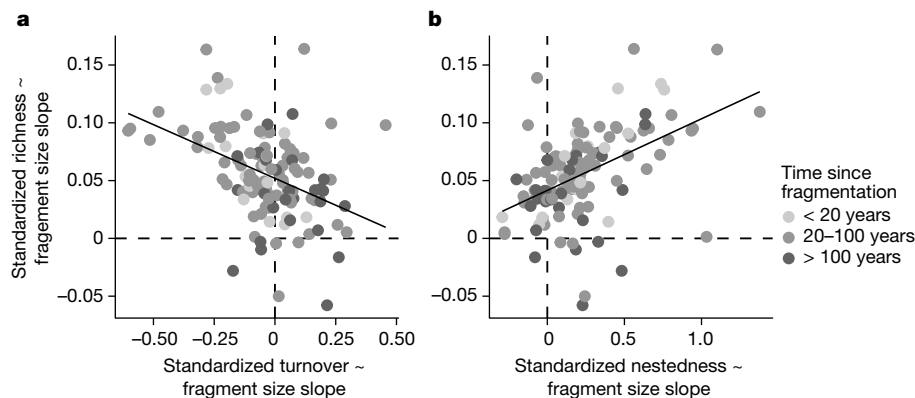 a
b
Standardized richness ~
fragement size slope
0.15
0.10
0.05
0
−0.05
−0.50
−0.25
0
0.25
0.50
Standardized turnover ~
fragment size slope
0.15
0.10
0.05
0
−0.05
0
0.5
1.0
Standardized nestedness ~
fragment size slope
Time since
fragmentation
< 20 years
20–100 years
> 100 years